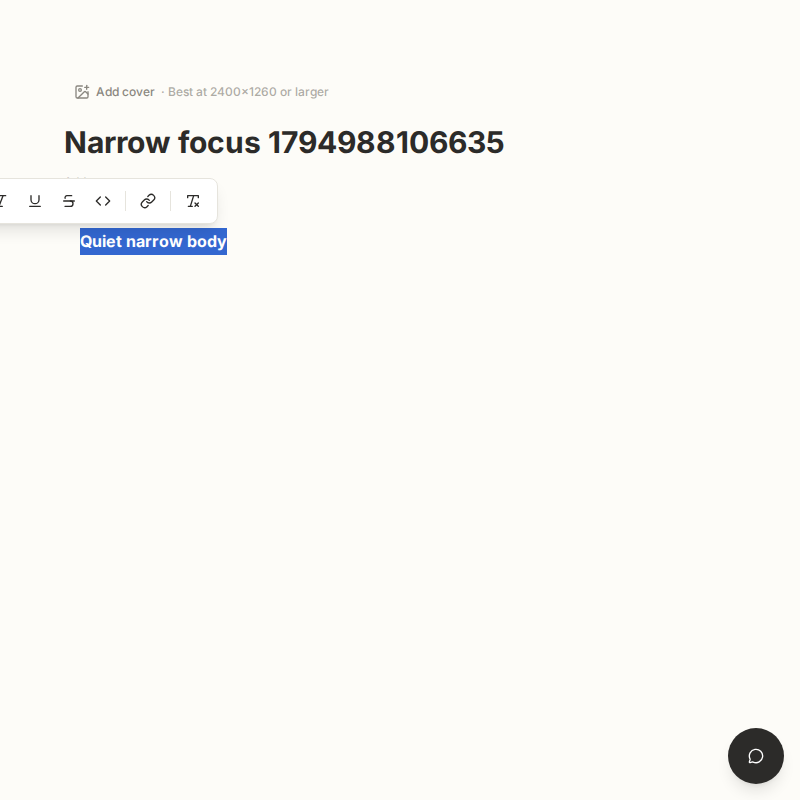 Add cover · Best at 2400×1260 or larger
Narrow focus 1794988106635
Quiet narrow body